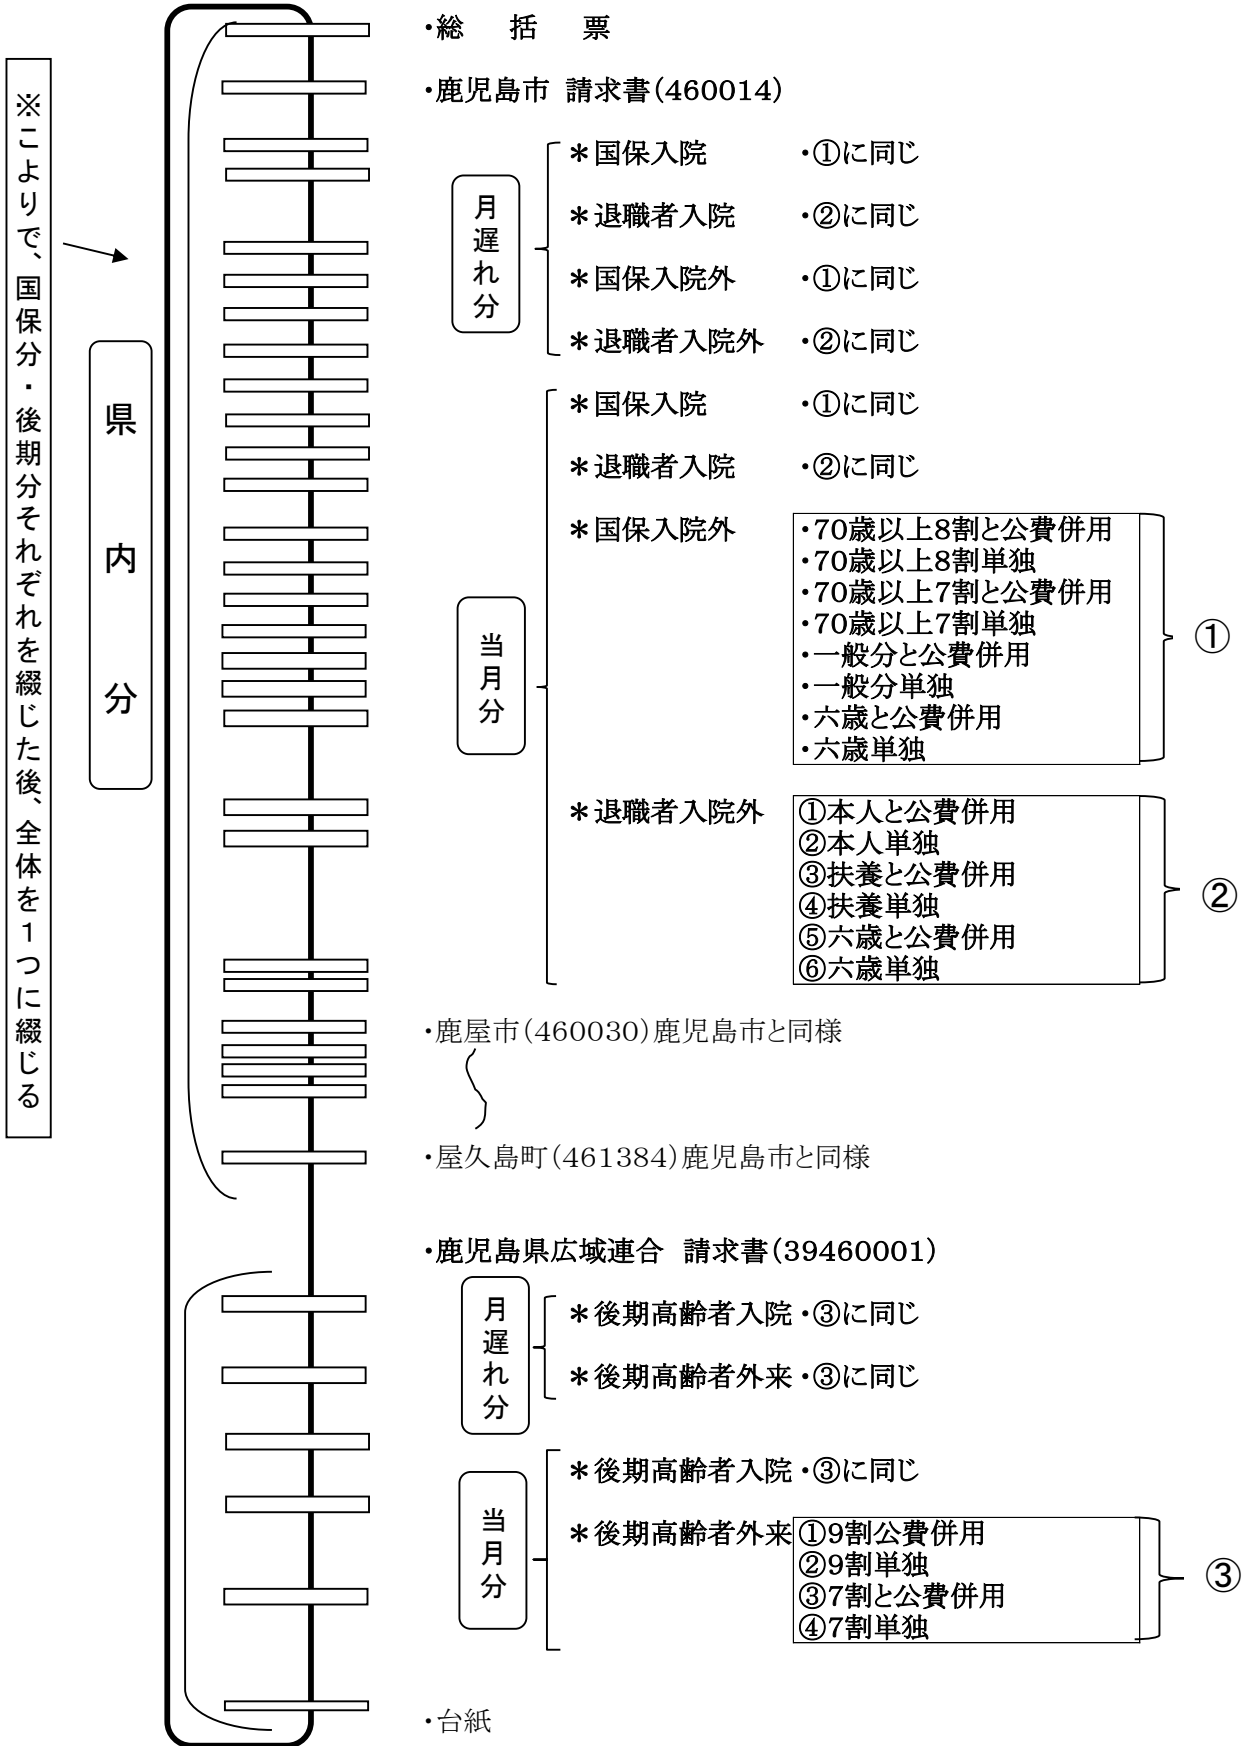 ・総　括　票
※こよりで、国保分・後期分それぞれを綴じた後、全体を１つに綴じる
県内分
・鹿児島市 請求書(460014)
月遅れ分
＊国保入院 ・①に同じ
＊退職者入院 ・②に同じ
＊国保入院外 ・①に同じ
＊退職者入院外 ・②に同じ
当月分
＊国保入院 ・①に同じ
＊退職者入院 ・②に同じ
＊国保入院外
・70歳以上8割と公費併用
・70歳以上8割単独
・70歳以上7割と公費併用
・70歳以上7割単独
・一般分と公費併用
・一般分単独
・六歳と公費併用
・六歳単独
①
＊退職者入院外
①本人と公費併用
②本人単独
③扶養と公費併用
④扶養単独
⑤六歳と公費併用
⑥六歳単独
②
・鹿屋市(460030)鹿児島市と同様
・屋久島町(461384)鹿児島市と同様
・鹿児島県広域連合 請求書(39460001)
月遅れ分
＊後期高齢者入院・③に同じ
＊後期高齢者外来・③に同じ
当月分
＊後期高齢者入院・③に同じ
＊後期高齢者外来
①9割公費併用
②9割単独
③7割と公費併用
④7割単独
③
・台紙